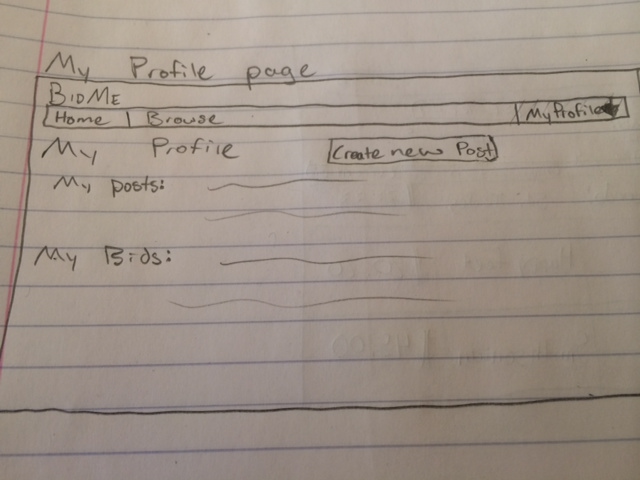 My Profile page
BIDME
Home Browse My Profile
My Profile Create new Post
My posts:
My Bids: